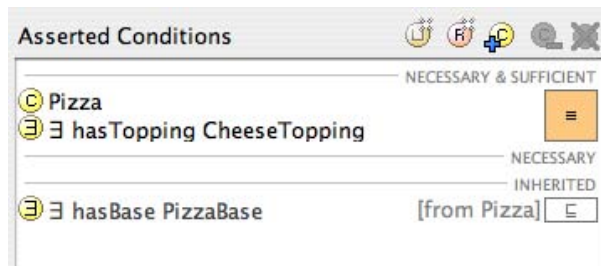 Asserted Conditions
NECESSARY & SUFFICIENT
C Pizza
∃ ∃ hasTopping CheeseTopping
≡
NECESSARY
INHERITED
∃ ∃ hasBase PizzaBase [from Pizza] ⊑